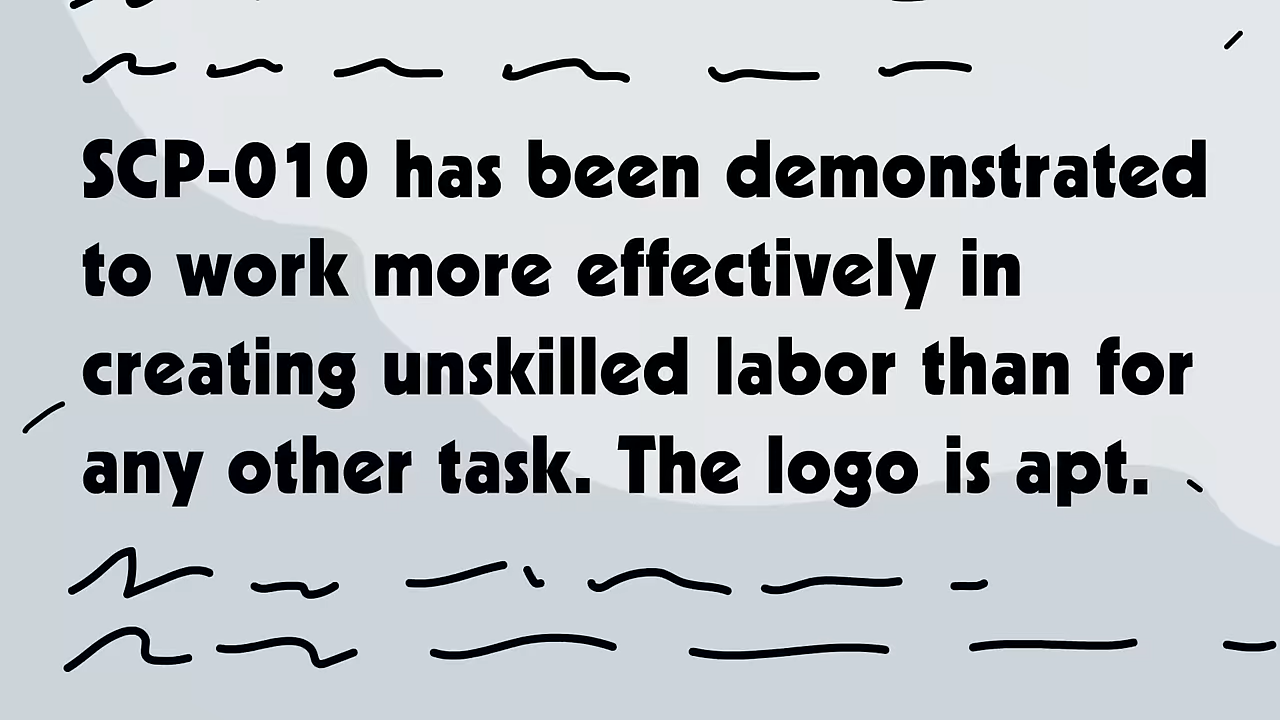 SCP-010 has been demonstrated
to work more effectively in
creating unskilled labor than for
any other task. The logo is apt.